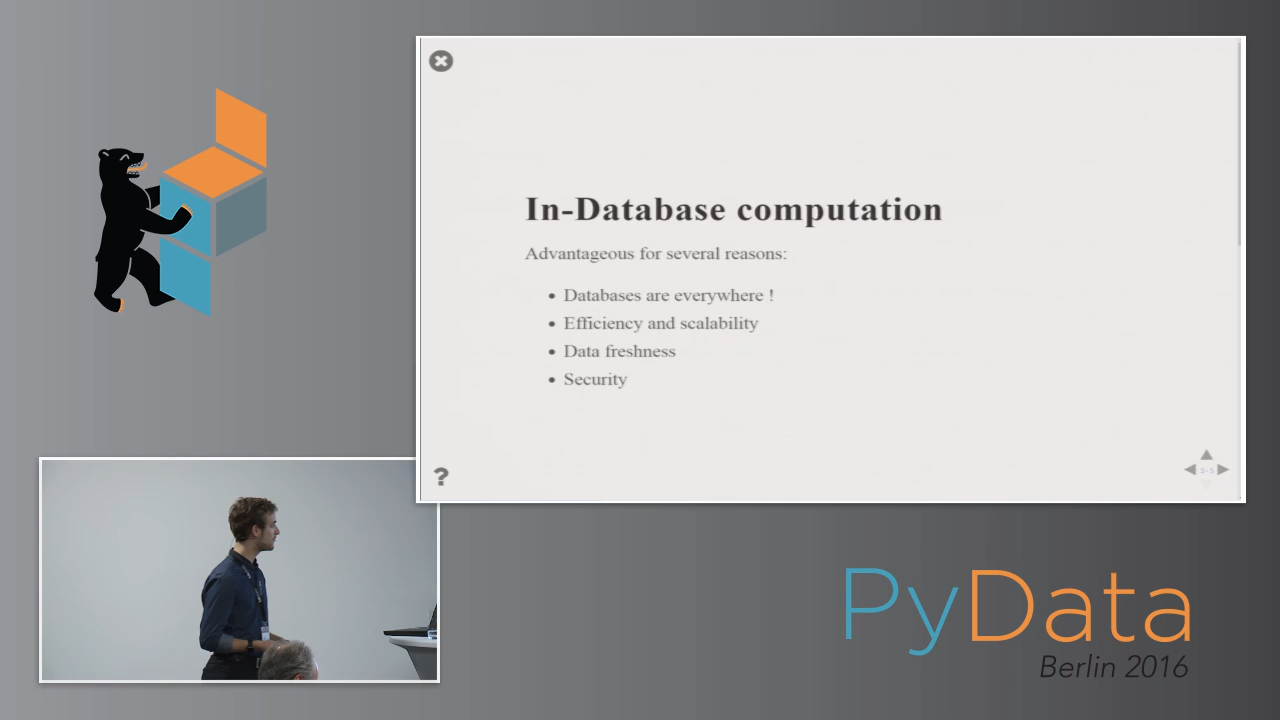 In-Database computation
Advantageous for several reasons:
• Databases are everywhere !
• Efficiency and scalability
• Data freshness
• Security
?
PyData
Berlin 2016